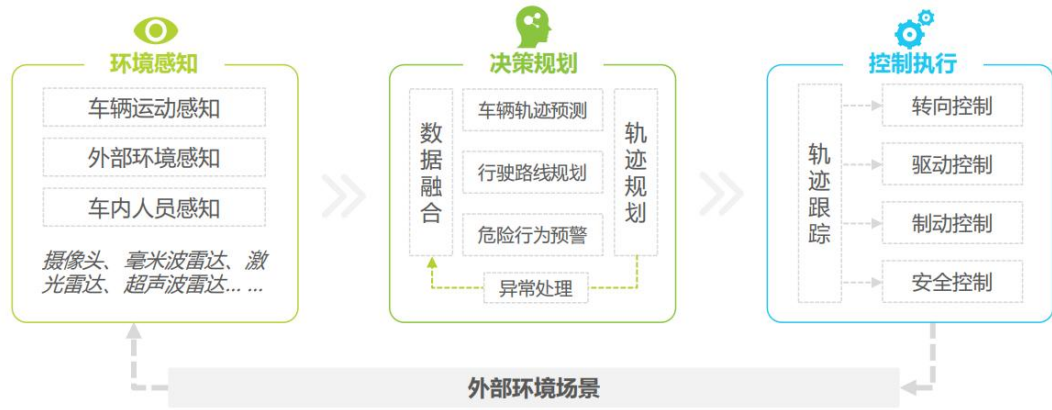 环境感知
车辆运动感知
外部环境感知
车内人员感知
摄像头、毫米波雷达、激
光雷达、超声波雷达... ...
决策规划
数据融合
车辆轨迹预测
行驶路线规划
危险行为预警
轨迹规划
异常处理
控制执行
轨迹跟踪
转向控制
驱动控制
制动控制
安全控制
外部环境场景